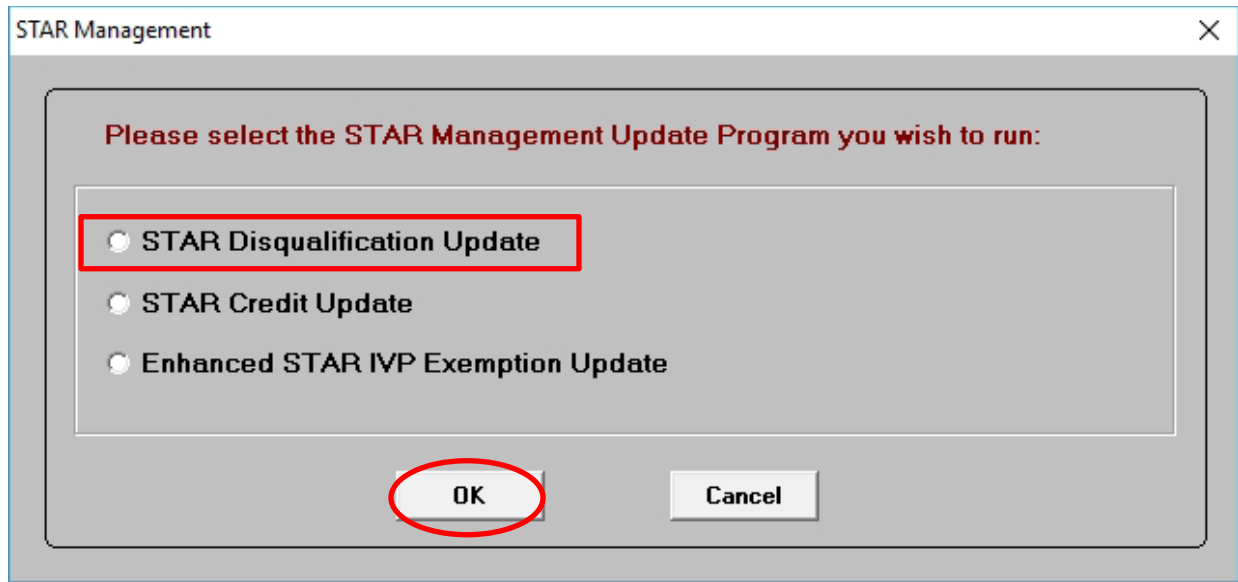 STAR Management
Please select the STAR Management Update Program you wish to run:
STAR Disqualification Update
STAR Credit Update
Enhanced STAR IVP Exemption Update
OK Cancel